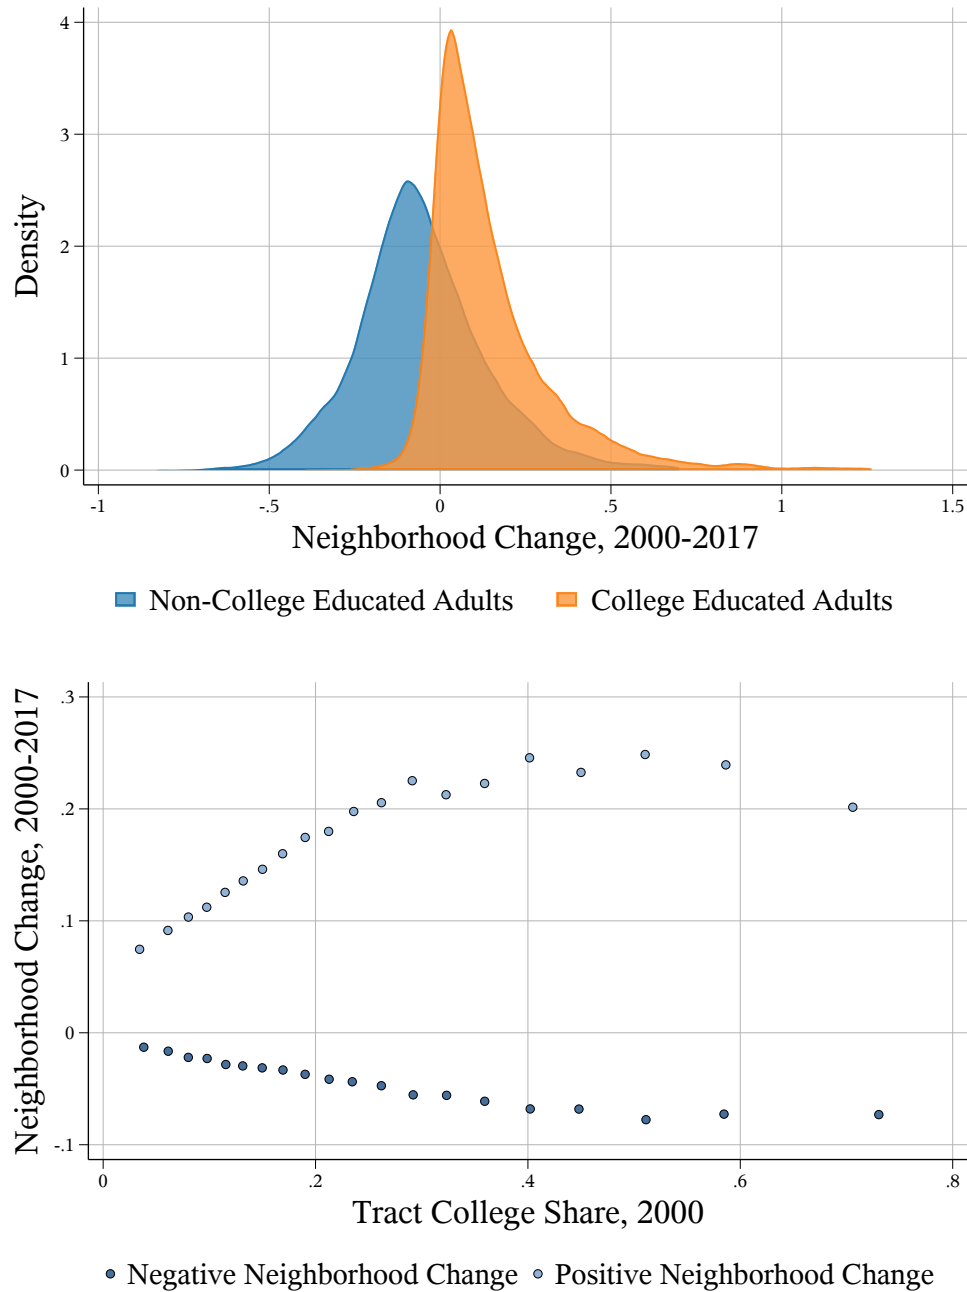 4
3
2
1
0
Density
-1
-.5
0
.5
1
1.5
Neighborhood Change, 2000-2017
Non-College Educated Adults
College Educated Adults
.3
.2
.1
0
-.1
Neighborhood Change, 2000-2017
0
.2
.4
.6
.8
Tract College Share, 2000
Negative Neighborhood Change
Positive Neighborhood Change